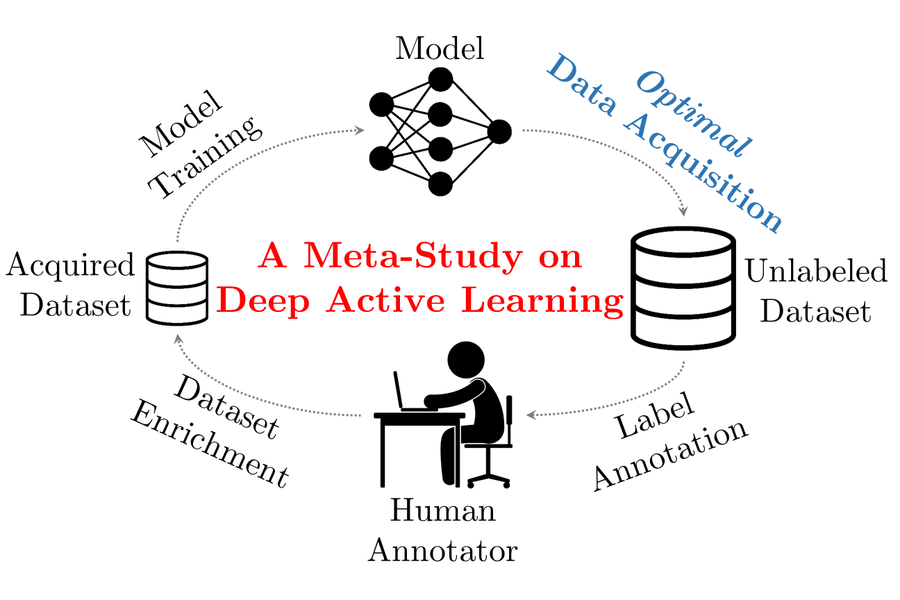 Model
Model
Training
Optimal
Data Acquisition
Acquired
Dataset
A Meta-Study on
Deep Active Learning
Unlabeled
Dataset
Dataset
Enrichment
Label
Annotation
Human
Annotator